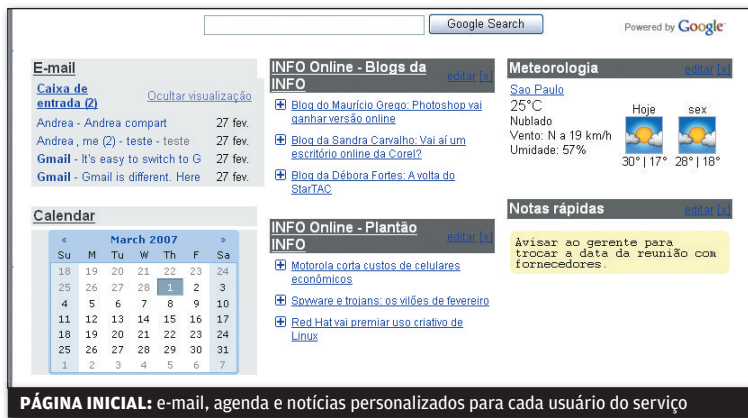 Google Search
Powered by Google
E-mail
Caixa de
entrada (2)
Ocultar visualização
Andrea - Andrea compart 27 fev.
Andrea , me (2) - teste - teste 27 fev.
Gmail - It's easy to switch to G 27 fev.
Gmail - Gmail is different. Here 27 fev.
Calendar
« March 2007 »
Su M Tu W Th F Sa
18 19 20 21 22 23 24
25 26 27 28 1 2 3
4 5 6 7 8 9 10
11 12 13 14 15 16 17
18 19 20 21 22 23 24
25 26 27 28 29 30 31
1 2 3 4 5 6 7
INFO Online - Blogs da
INFO
editar [x]
Blog do Maurício Grego: Photoshop vai
ganhar versão online
Blog da Sandra Carvalho: Vai aí um
escritório online da Corel?
Blog da Débora Fortes: A volta do
StarTAC
INFO Online - Plantão
INFO
editar [x]
Motorola corta custos de celulares
econômicos
Spyware e trojans: os vilões de fevereiro
Red Hat vai premiar uso criativo de
Linux
Meteorologia
editar [x]
Sao Paulo
25°C
Nublado
Vento: N a 19 km/h
Umidade: 57%
Hoje sex
30° | 17° 28° | 18°
Notas rápidas
editar [x]
Avisar ao gerente para
trocar a data da reunião com
fornecedores.
PÁGINA INICIAL: e-mail, agenda e notícias personalizados para cada usuário do serviço